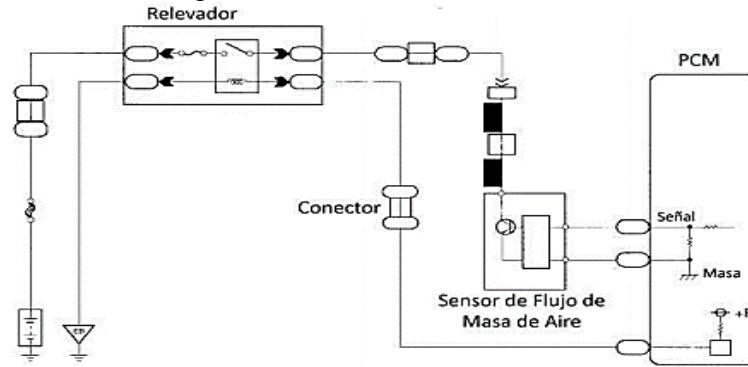 Relevador
PCM
Conector
Señal
Masa
Sensor de Flujo de
Masa de Aire
+B